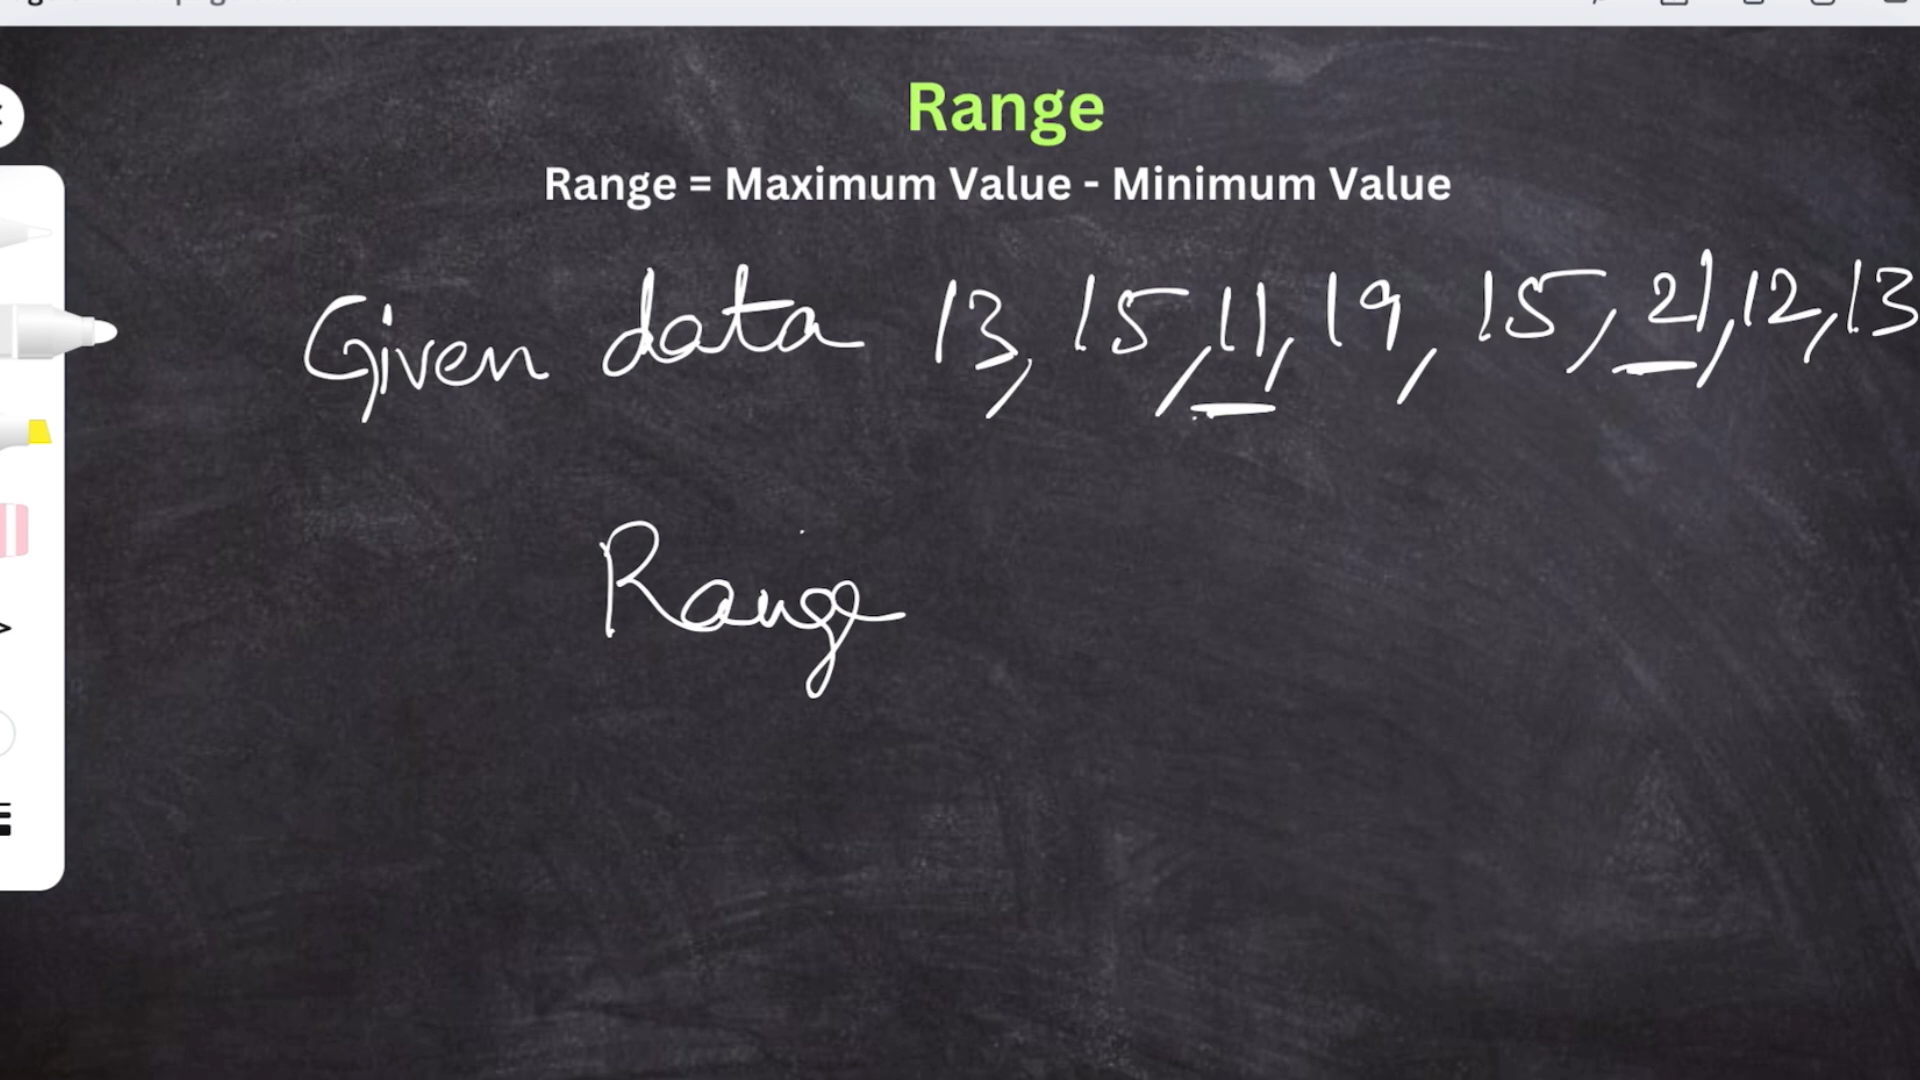 Range
Range = Maximum Value - Minimum Value
Given data 13, 15, 11, 19, 15, 21, 12, 13
Range